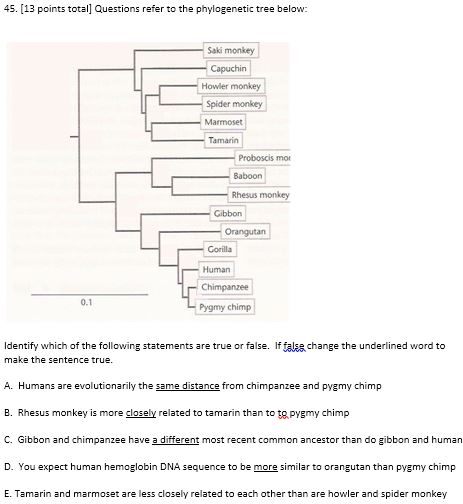 45. [13 points total] Questions refer to the phylogenetic tree below:
Saki monkey
Capuchin
Howler monkey
Spider monkey
Marmoset
Tamarin
Proboscis mon
Baboon
Rhesus monkey
Gibbon
Orangutan
Gorilla
Human
Chimpanzee
Pygmy chimp
0.1
Identify which of the following statements are true or false. If false change the underlined word to
make the sentence true.
A. Humans are evolutionarily the same distance from chimpanzee and pygmy chimp
B. Rhesus monkey is more closely related to tamarin than to to pygmy chimp
C. Gibbon and chimpanzee have a different most recent common ancestor than do gibbon and human
D. You expect human hemoglobin DNA sequence to be more similar to orangutan than pygmy chimp
E. Tamarin and marmoset are less closely related to each other than are howler and spider monkey